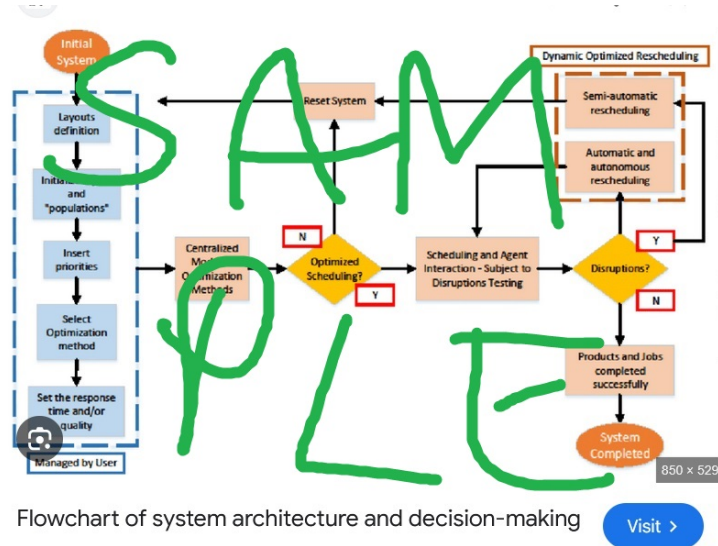 Initial
System
Dynamic Optimized Rescheduling
Layouts
definition
Reset System
Semi-automatic
rescheduling
and
"populations"
Automatic and
autonomous
rescheduling
Insert
priorities
Centralized
Methods
N
Optimized
Scheduling?
Y
Scheduling and Agent
Interaction - Subject to
Disruptions Testing
Disruptions?
Y
N
Select
Optimization
method
Set the response
time and/or
quality
Managed by User
Products and Jobs
completed
successfully
System
Completed
SAM
PLE
850 × 529
Flowchart of system architecture and decision-making
Visit >